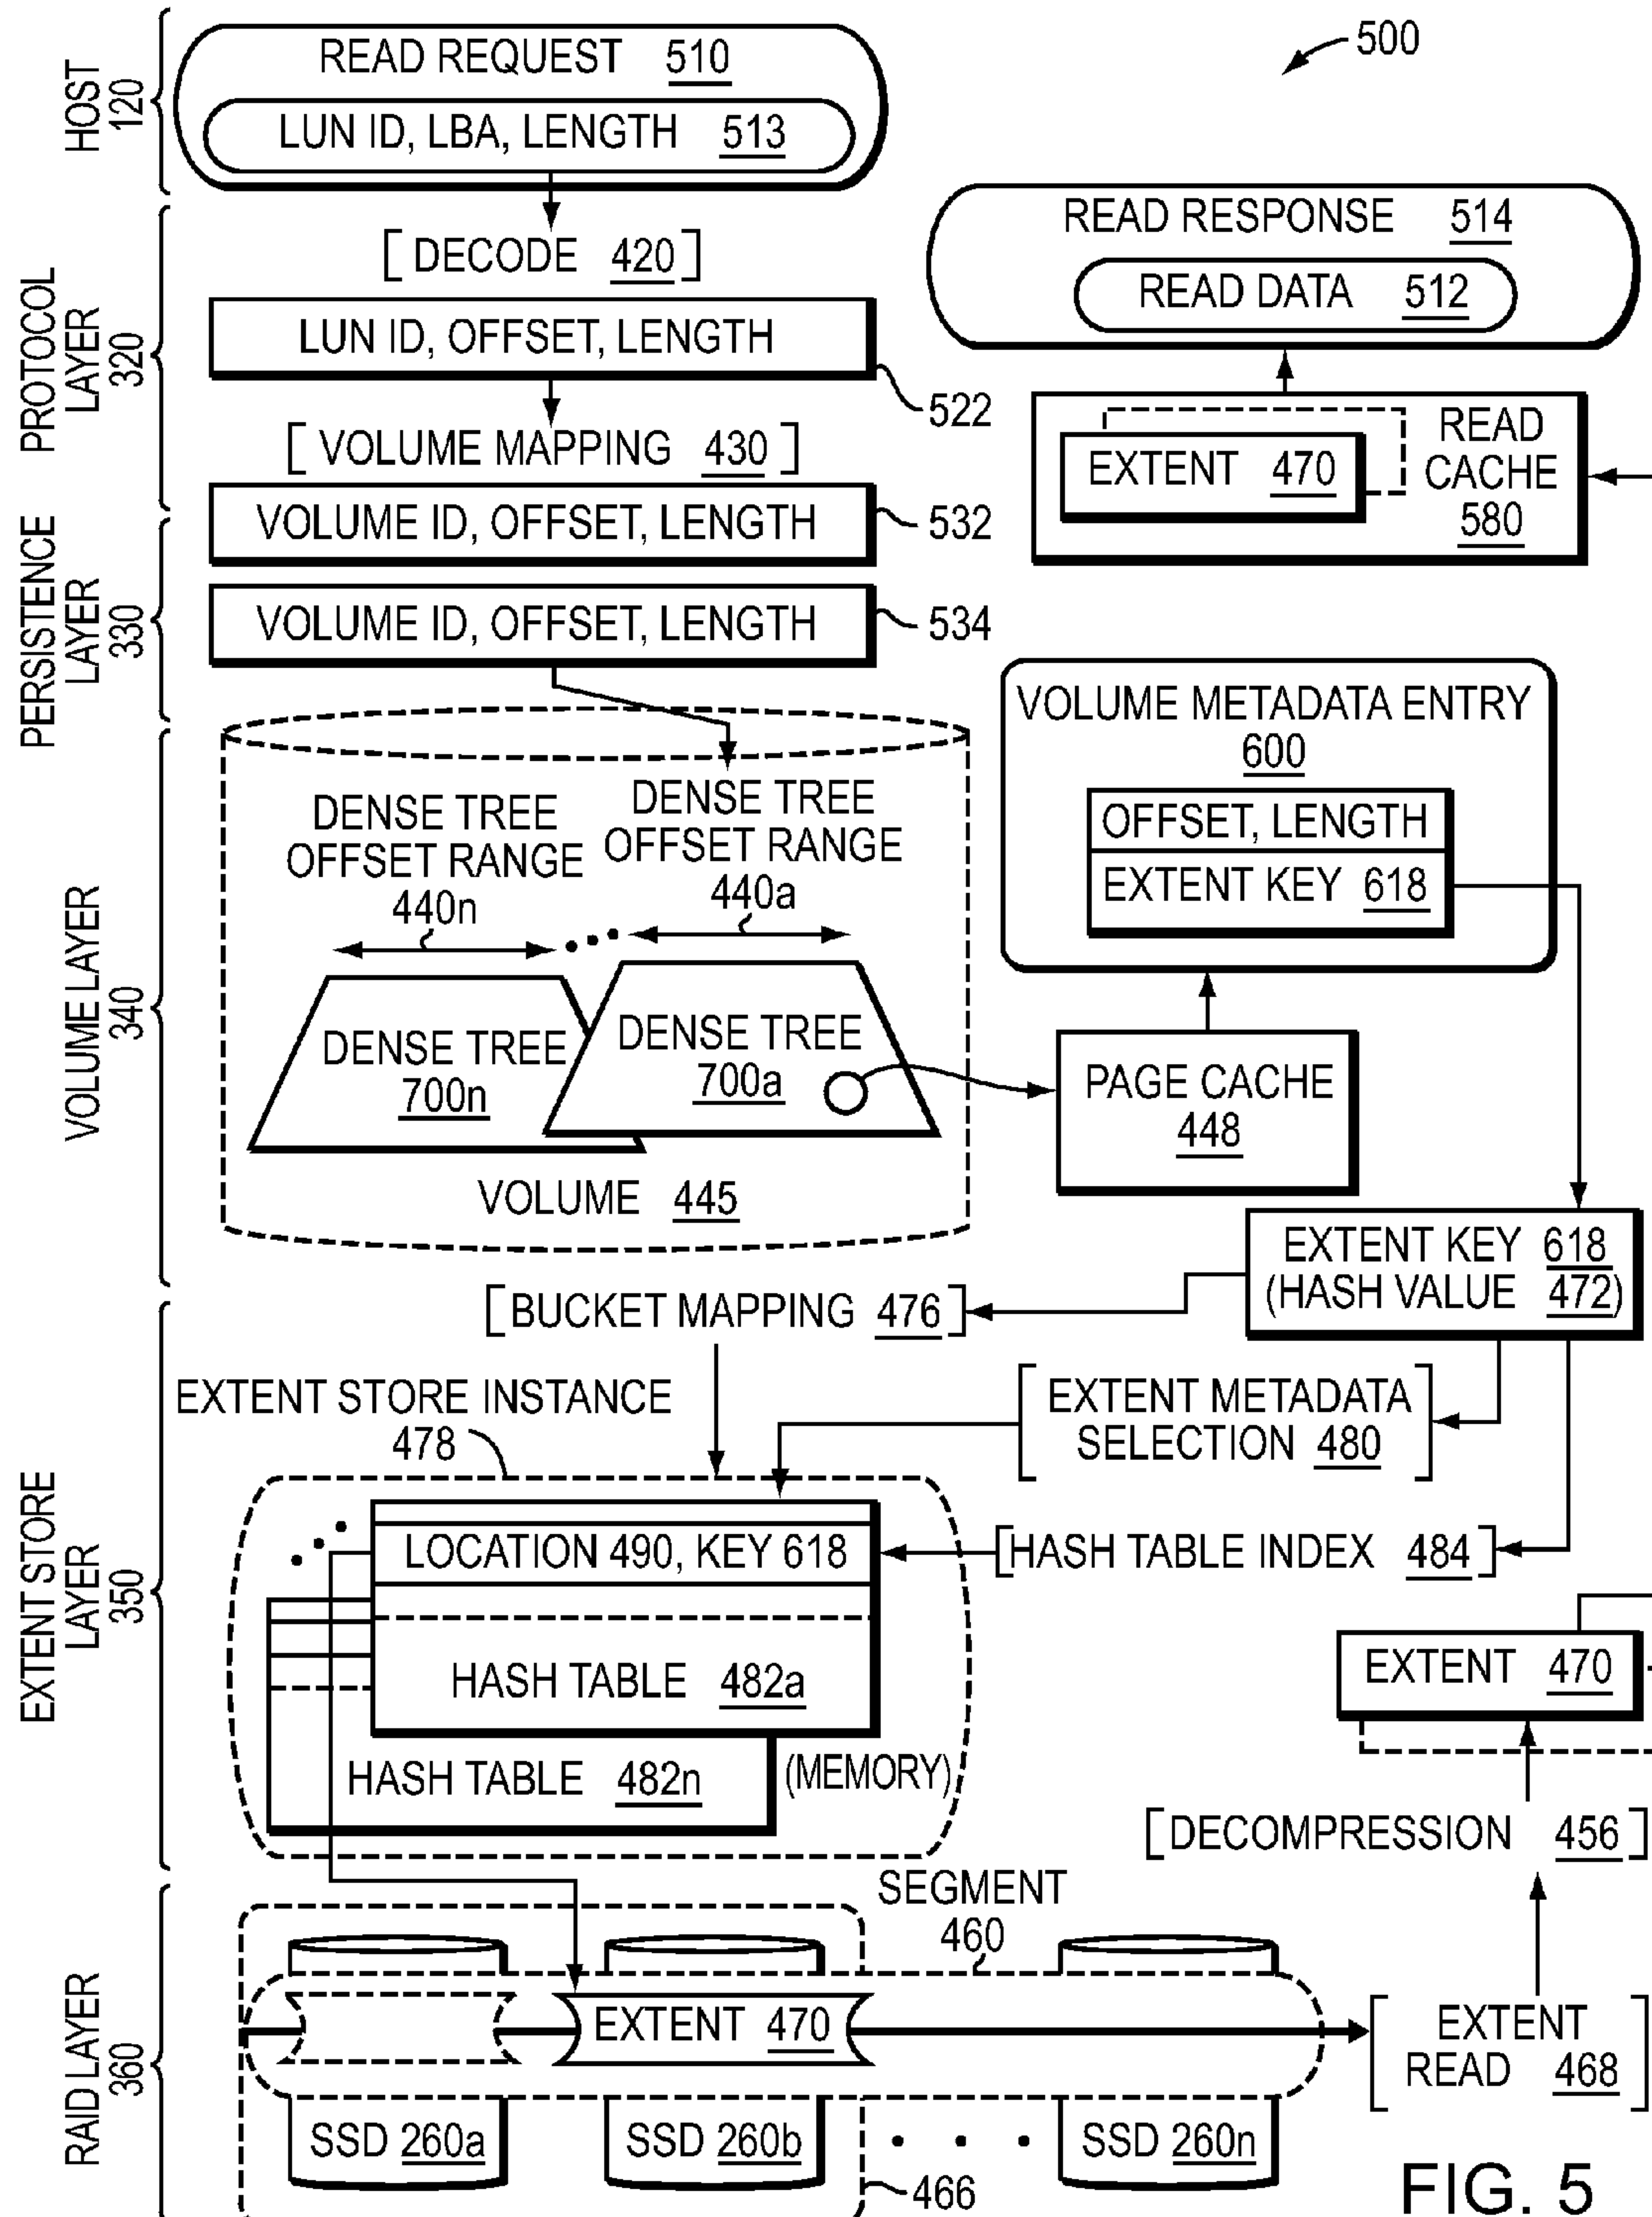 500
HOST
120
READ REQUEST 510
LUN ID, LBA, LENGTH 513
PROTOCOL
LAYER
320
[DECODE 420]
LUN ID, OFFSET, LENGTH
522
[VOLUME MAPPING 430]
READ RESPONSE 514
READ DATA 512
EXTENT 470
READ
CACHE
580
PERSISTENCE
LAYER
330
VOLUME ID, OFFSET, LENGTH
532
VOLUME ID, OFFSET, LENGTH
534
VOLUME LAYER
340
DENSE TREE
OFFSET RANGE
440n
DENSE TREE
OFFSET RANGE
440a
DENSE TREE
700n
DENSE TREE
700a
VOLUME 445
VOLUME METADATA ENTRY
600
OFFSET, LENGTH
EXTENT KEY 618
PAGE CACHE
448
EXTENT KEY 618
(HASH VALUE 472)
EXTENT STORE
LAYER
350
[BUCKET MAPPING 476]
EXTENT STORE INSTANCE
478
[EXTENT METADATA
SELECTION 480]
LOCATION 490, KEY 618
[HASH TABLE INDEX 484]
HASH TABLE 482a
HASH TABLE 482n
(MEMORY)
EXTENT 470
[DECOMPRESSION 456]
RAID LAYER
360
SEGMENT
460
EXTENT 470
[EXTENT
READ 468]
SSD 260a
SSD 260b
SSD 260n
466
FIG. 5